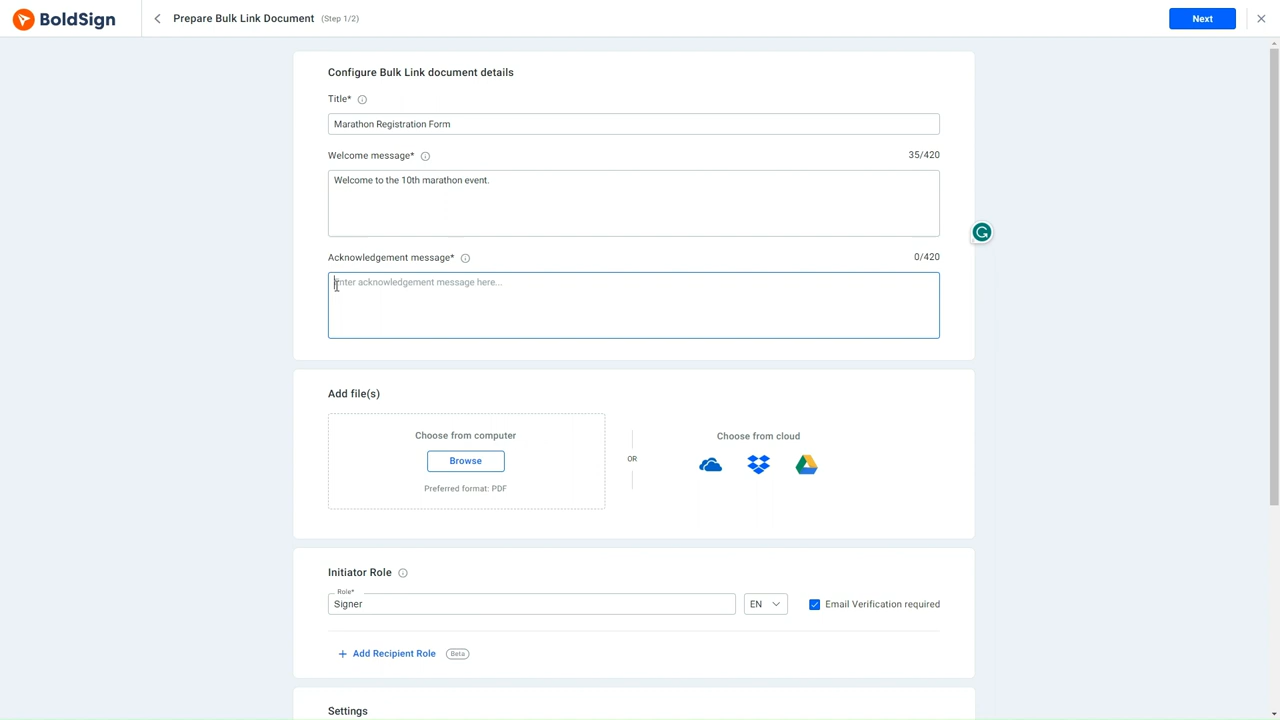 BoldSign
Prepare Bulk Link Document (Step 1/2)
Next
Configure Bulk Link document details
Title*
Marathon Registration Form
Welcome message* 35/420
Welcome to the 10th marathon event.
Acknowledgement message* 0/420
Enter acknowledgement message here...
Add file(s)
Choose from computer
Browse
Preferred format: PDF
OR
Choose from cloud
Initiator Role
Role*
Signer
EN
Email Verification required
+ Add Recipient Role Beta
Settings